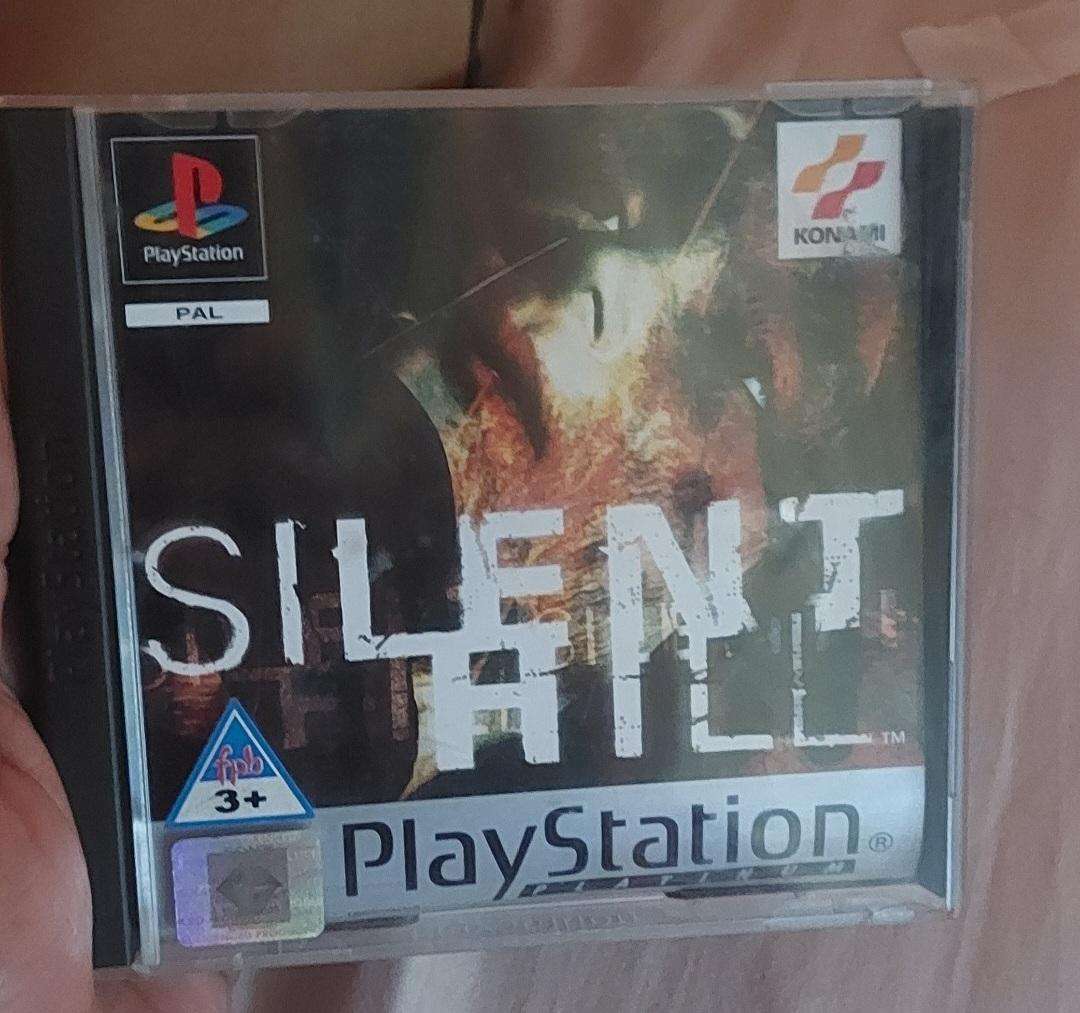 PlayStation
KONAMI
PAL
SILENT
HILL
TM
fpb
3+
PlayStation®
PLATINUM